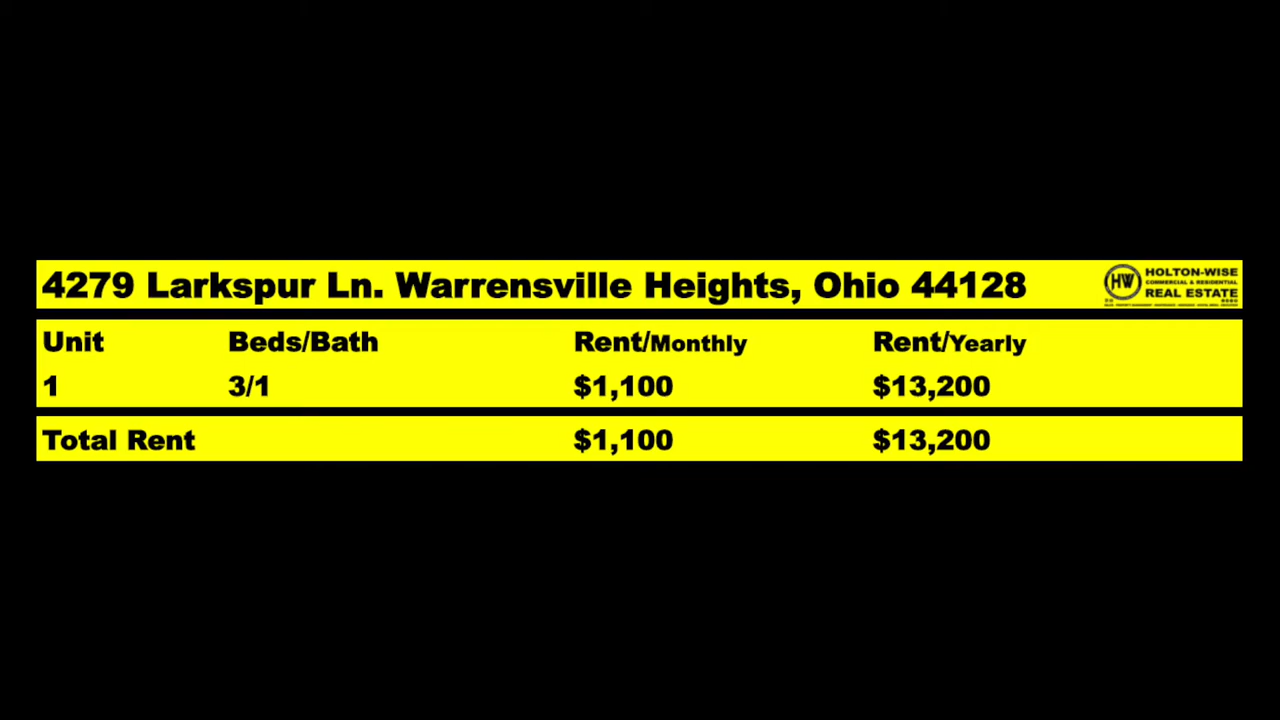 4279 Larkspur Ln. Warrensville Heights, Ohio 44128
HOLTON-WISE
COMMERCIAL & RESIDENTIAL
REAL ESTATE
HW
Unit Beds/Bath Rent/Monthly Rent/Yearly
1 3/1 $1,100 $13,200
Total Rent $1,100 $13,200